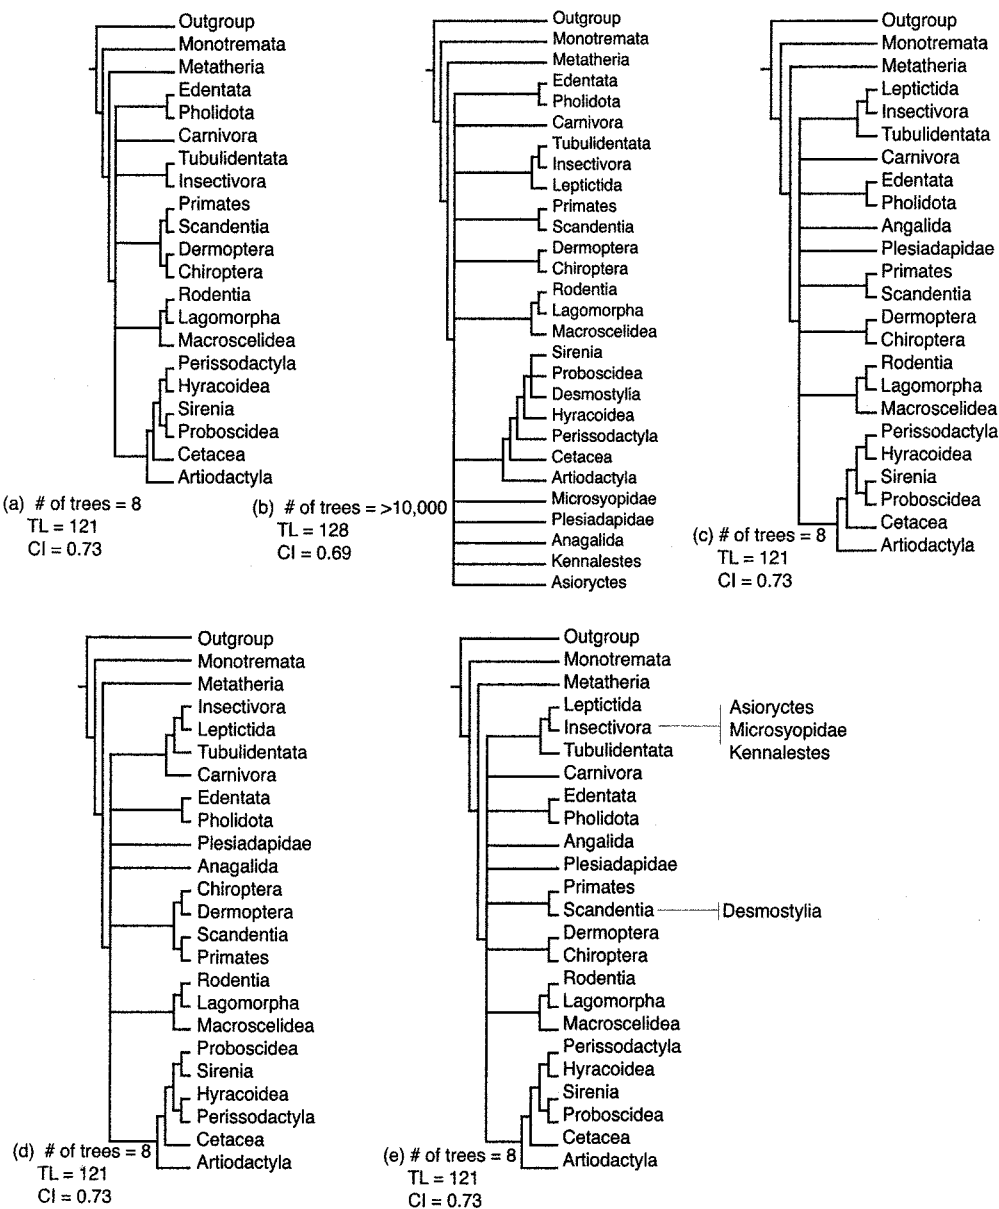 Outgroup
Monotremata
Metatheria
Edentata
Pholidota
Carnivora
Tubulidentata
Insectivora
Primates
Scandentia
Dermoptera
Chiroptera
Rodentia
Lagomorpha
Macroscelidea
Perissodactyla
Hyracoidea
Sirenia
Proboscidea
Cetacea
Artiodactyla
(a) # of trees = 8
TL = 121
CI = 0.73
Outgroup
Monotremata
Metatheria
Edentata
Pholidota
Carnivora
Tubulidentata
Insectivora
Leptictida
Primates
Scandentia
Dermoptera
Chiroptera
Rodentia
Lagomorpha
Macroscelidea
Sirenia
Proboscidea
Desmostylia
Hyracoidea
Perissodactyla
Cetacea
Artiodactyla
Microsyopidae
Plesiadapidae
Anagalida
Kennalestes
Asioryctes
(b) # of trees = >10,000
TL = 128
CI = 0.69
Outgroup
Monotremata
Metatheria
Leptictida
Insectivora
Tubulidentata
Carnivora
Edentata
Pholidota
Angalida
Plesiadapidae
Primates
Scandentia
Dermoptera
Chiroptera
Rodentia
Lagomorpha
Macroscelidea
Perissodactyla
Hyracoidea
Sirenia
Proboscidea
Cetacea
Artiodactyla
(c) # of trees = 8
TL = 121
CI = 0.73
Outgroup
Monotremata
Metatheria
Insectivora
Leptictida
Tubulidentata
Carnivora
Edentata
Pholidota
Plesiadapidae
Anagalida
Chiroptera
Dermoptera
Scandentia
Primates
Rodentia
Lagomorpha
Macroscelidea
Proboscidea
Sirenia
Hyracoidea
Perissodactyla
Cetacea
Artiodactyla
(d) # of trees = 8
TL = 121
CI = 0.73
Outgroup
Monotremata
Metatheria
Leptictida
Insectivora
Tubulidentata
Carnivora
Edentata
Pholidota
Angalida
Plesiadapidae
Primates
Scandentia
Dermoptera
Chiroptera
Rodentia
Lagomorpha
Macroscelidea
Perissodactyla
Hyracoidea
Sirenia
Proboscidea
Cetacea
Artiodactyla
Asioryctes
Microsyopidae
Kennalestes
Desmostylia
(e) # of trees = 8
TL = 121
CI = 0.73